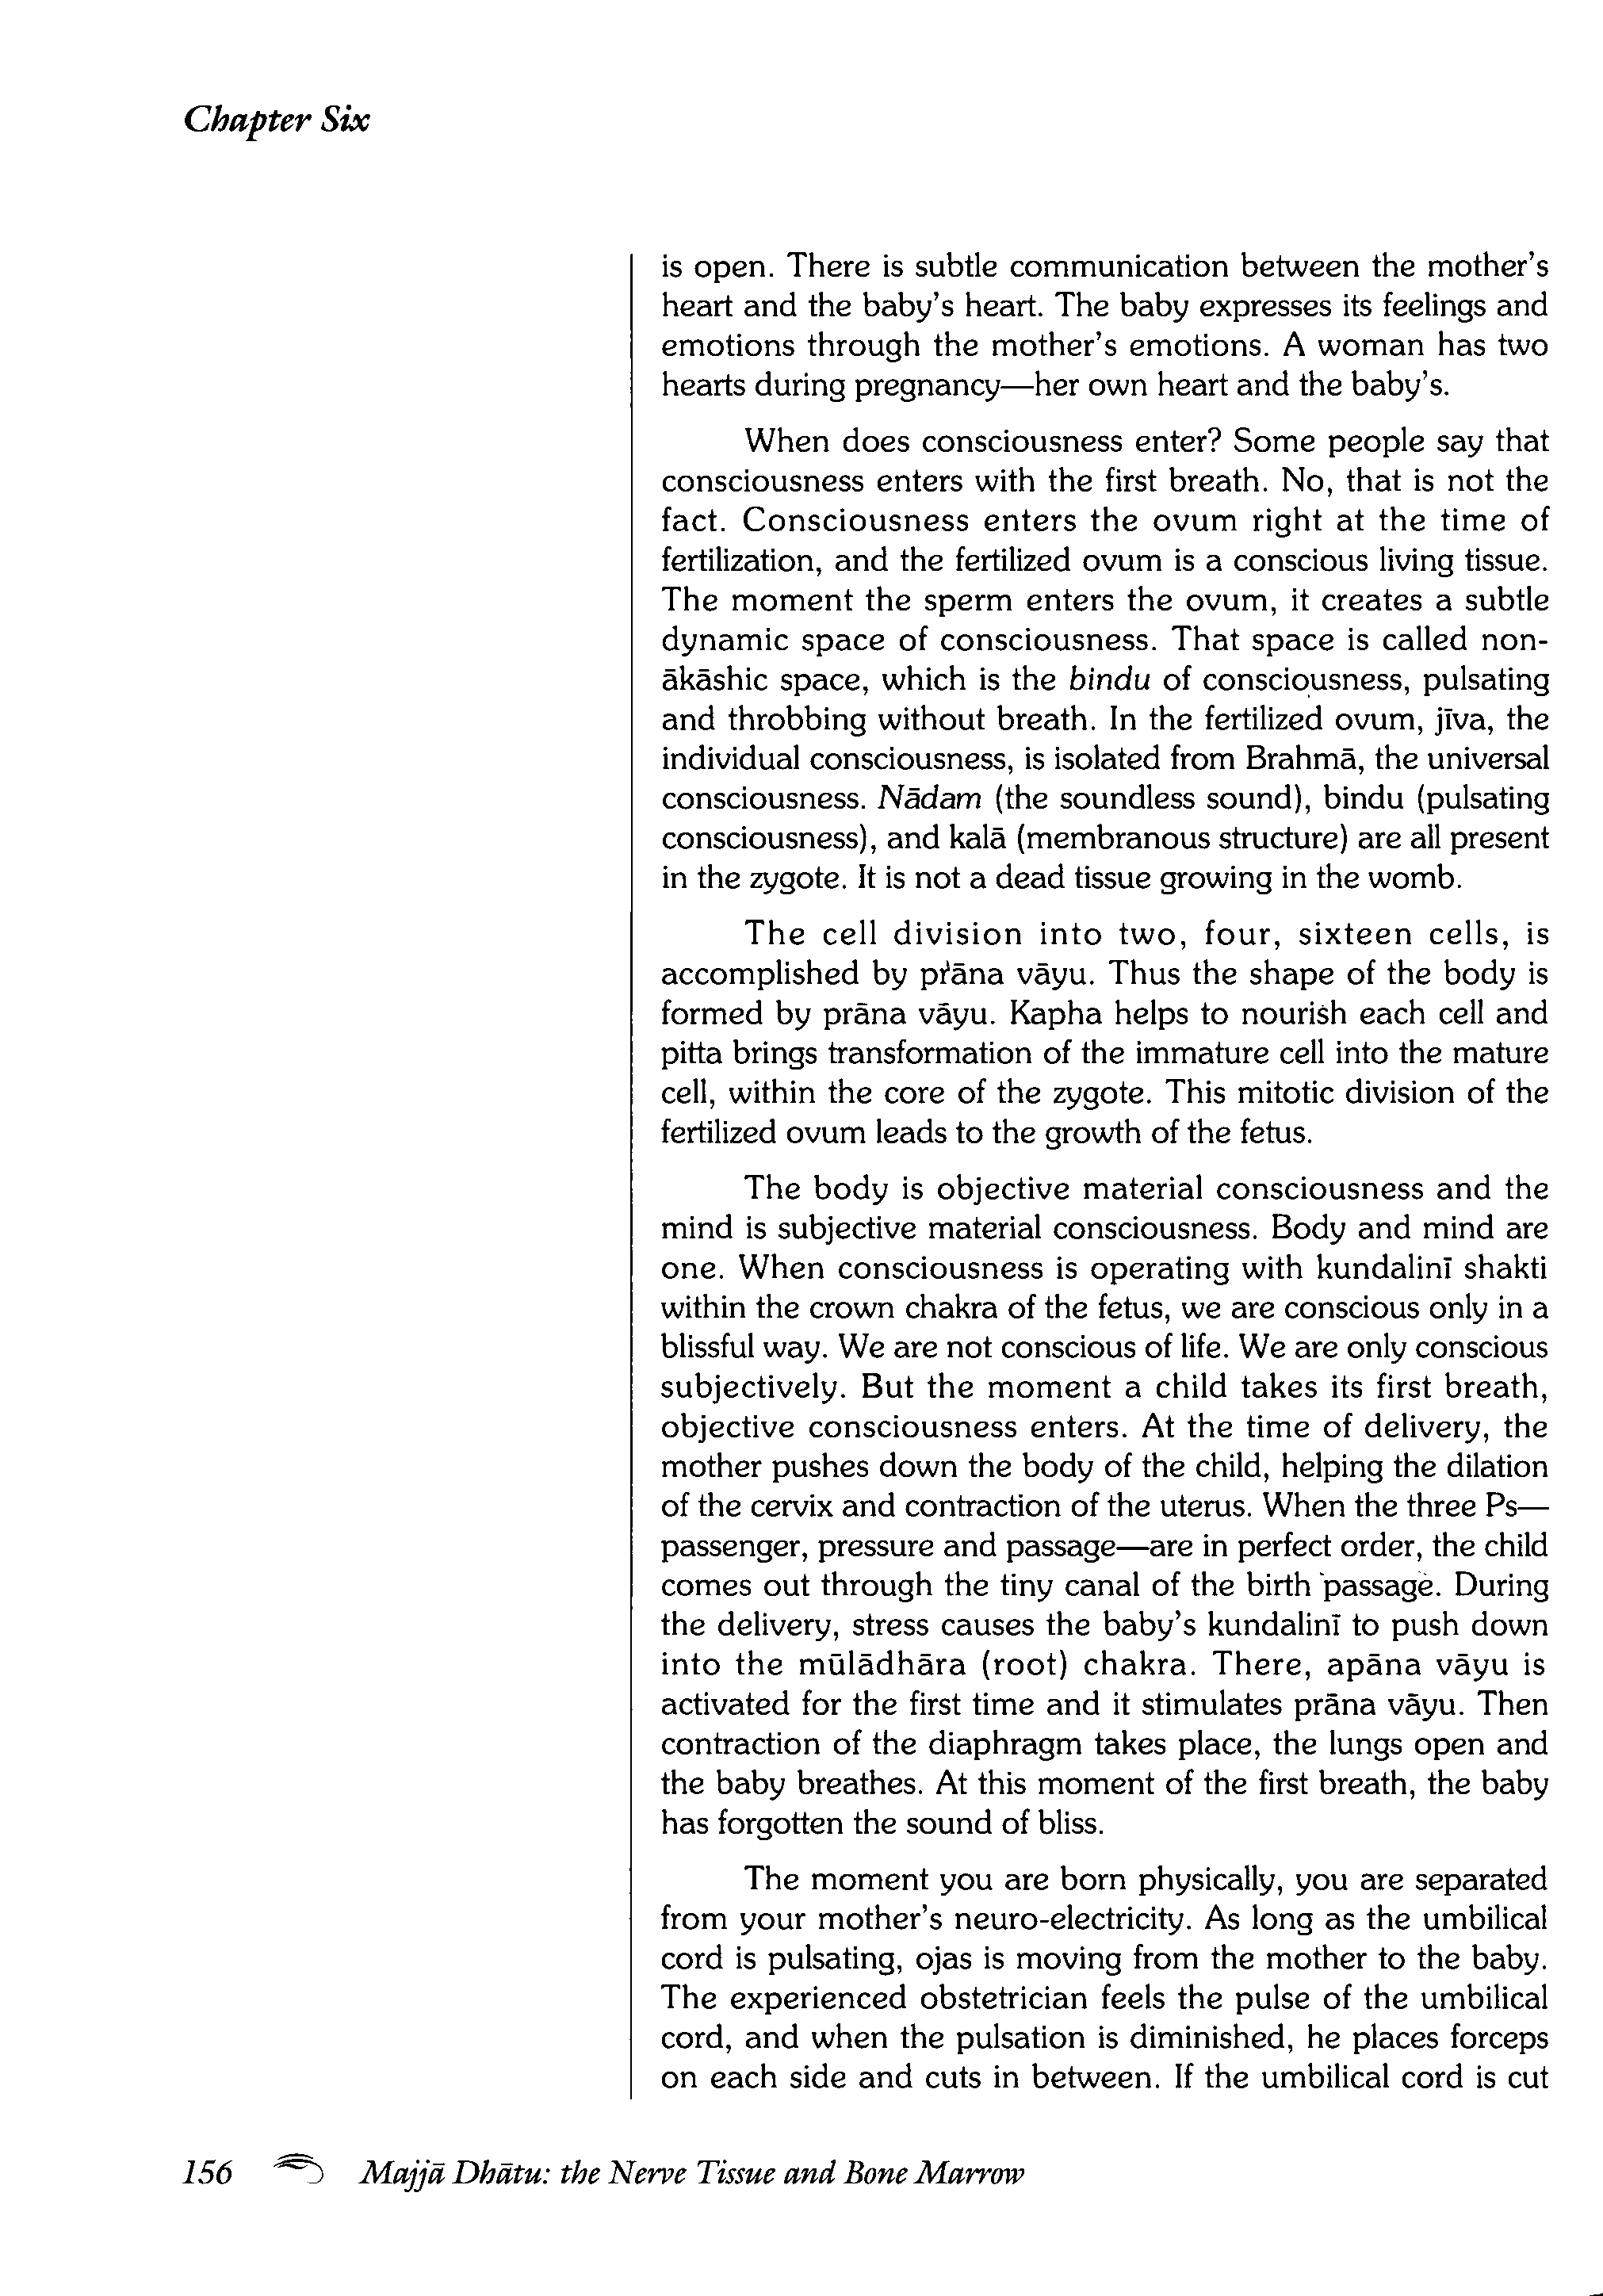 Chapter Six
is open. There is subtle communication between the mother's
heart and the baby's heart. The baby expresses its feelings and
emotions through the mother's emotions. A woman has two
hearts during pregnancy—her own heart and the baby's.
When does consciousness enter? Some people say that
consciousness enters with the first breath. No, that is not the
fact. Consciousness enters the ovum right at the time of
fertilization, and the fertilized ovum is a conscious living tissue.
The moment the sperm enters the ovum, it creates a subtle
dynamic space of consciousness. That space is called non-
ākāshic space, which is the bindu of consciousness, pulsating
and throbbing without breath. In the fertilized ovum, jīva, the
individual consciousness, is isolated from Brahmā, the universal
consciousness. Nādam (the soundless sound), bindu (pulsating
consciousness), and kalā (membranous structure) are all present
in the zygote. It is not a dead tissue growing in the womb.
The cell division into two, four, sixteen cells, is
accomplished by prāna vāyu. Thus the shape of the body is
formed by prāna vāyu. Kapha helps to nourish each cell and
pitta brings transformation of the immature cell into the mature
cell, within the core of the zygote. This mitotic division of the
fertilized ovum leads to the growth of the fetus.
The body is objective material consciousness and the
mind is subjective material consciousness. Body and mind are
one. When consciousness is operating with kundalinī shakti
within the crown chakra of the fetus, we are conscious only in a
blissful way. We are not conscious of life. We are only conscious
subjectively. But the moment a child takes its first breath,
objective consciousness enters. At the time of delivery, the
mother pushes down the body of the child, helping the dilation
of the cervix and contraction of the uterus. When the three Ps—
passenger, pressure and passage—are in perfect order, the child
comes out through the tiny canal of the birth passage. During
the delivery, stress causes the baby's kundalinī to push down
into the mūlādhāra (root) chakra. There, apāna vāyu is
activated for the first time and it stimulates prāna vāyu. Then
contraction of the diaphragm takes place, the lungs open and
the baby breathes. At this moment of the first breath, the baby
has forgotten the sound of bliss.
The moment you are born physically, you are separated
from your mother's neuro-electricity. As long as the umbilical
cord is pulsating, ojas is moving from the mother to the baby.
The experienced obstetrician feels the pulse of the umbilical
cord, and when the pulsation is diminished, he places forceps
on each side and cuts in between. If the umbilical cord is cut
156 Majjā Dhātu: the Nerve Tissue and Bone Marrow